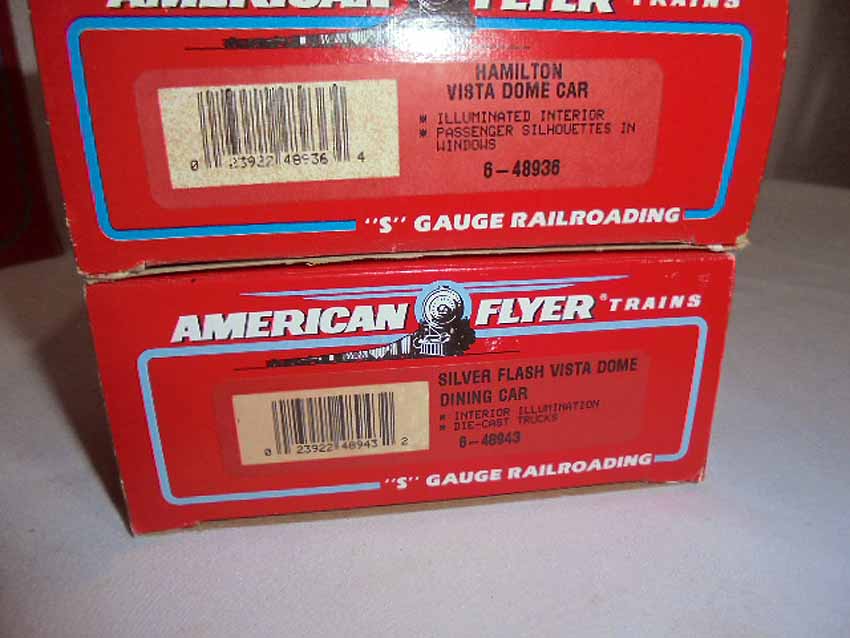 AMERICAN FLYER TRAINS
HAMILTON
VISTA DOME CAR
* ILLUMINATED INTERIOR
* PASSENGER SILHOUETTES IN
WINDOWS
6-48936
0 23922 48936 4
"S" GAUGE RAILROADING
AMERICAN FLYER® TRAINS
SILVER FLASH VISTA DOME
DINING CAR
* INTERIOR ILLUMINATION
* DIE-CAST TRUCKS
6-48943
0 23922 48943 2
"S" GAUGE RAILROADING